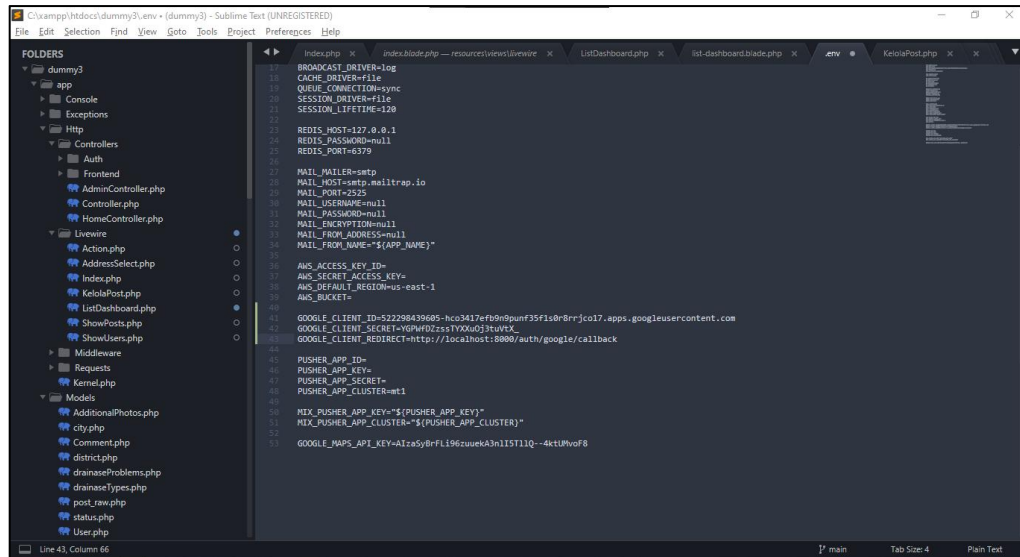 C:\xampp\htdocs\dummy3\.env • (dummy3) - Sublime Text (UNREGISTERED)
File Edit Selection Find View Goto Tools Project Preferences Help
FOLDERS
dummy3
app
Console
Exceptions
Http
Controllers
Auth
Frontend
AdminController.php
Controller.php
HomeController.php
Livewire
Action.php
AddressSelect.php
Index.php
KelolaPost.php
ListDashboard.php
ShowPosts.php
ShowUsers.php
Middleware
Requests
Kernel.php
Models
AdditionalPhotos.php
city.php
Comment.php
district.php
drainaseProblems.php
drainaseTypes.php
post_raw.php
status.php
User.php
Index.php index.blade.php — resources\views\livewire ListDashboard.php list-dashboard.blade.php .env KelolaPost.php
17 BROADCAST_DRIVER=log
18 CACHE_DRIVER=file
19 QUEUE_CONNECTION=sync
20 SESSION_DRIVER=file
21 SESSION_LIFETIME=120
22
23 REDIS_HOST=127.0.0.1
24 REDIS_PASSWORD=null
25 REDIS_PORT=6379
26
27 MAIL_MAILER=smtp
28 MAIL_HOST=smtp.mailtrap.io
29 MAIL_PORT=2525
30 MAIL_USERNAME=null
31 MAIL_PASSWORD=null
32 MAIL_ENCRYPTION=null
33 MAIL_FROM_ADDRESS=null
34 MAIL_FROM_NAME="${APP_NAME}"
35
36 AWS_ACCESS_KEY_ID=
37 AWS_SECRET_ACCESS_KEY=
38 AWS_DEFAULT_REGION=us-east-1
39 AWS_BUCKET=
40
41 GOOGLE_CLIENT_ID=522298439605-hco3417efb9n9punf35f1s0r8rrjco17.apps.googleusercontent.com
42 GOOGLE_CLIENT_SECRET=YGPWfDZzssTYXXuOj3tuVtX_
43 GOOGLE_CLIENT_REDIRECT=http://localhost:8000/auth/google/callback
44
45 PUSHER_APP_ID=
46 PUSHER_APP_KEY=
47 PUSHER_APP_SECRET=
48 PUSHER_APP_CLUSTER=mt1
49
50 MIX_PUSHER_APP_KEY="${PUSHER_APP_KEY}"
51 MIX_PUSHER_APP_CLUSTER="${PUSHER_APP_CLUSTER}"
52
53 GOOGLE_MAPS_API_KEY=AIzaSyBrFLi96zuuekA3nlI5Tl1Q--4ktUMvoF8
Line 43, Column 66
main Tab Size: 4 Plain Text